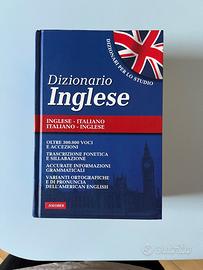 DIZIONARI PER LO STUDIO
Dizionario
Inglese
INGLESE - ITALIANO
ITALIANO - INGLESE
OLTRE 300.000 VOCI
E ACCEZIONI
TRASCRIZIONE FONETICA
E SILLABAZIONE
ACCURATE INFORMAZIONI
GRAMMATICALI
VARIANTI ORTOGRAFICHE
E DI PRONUNCIA
DELL'AMERICAN ENGLISH
subito